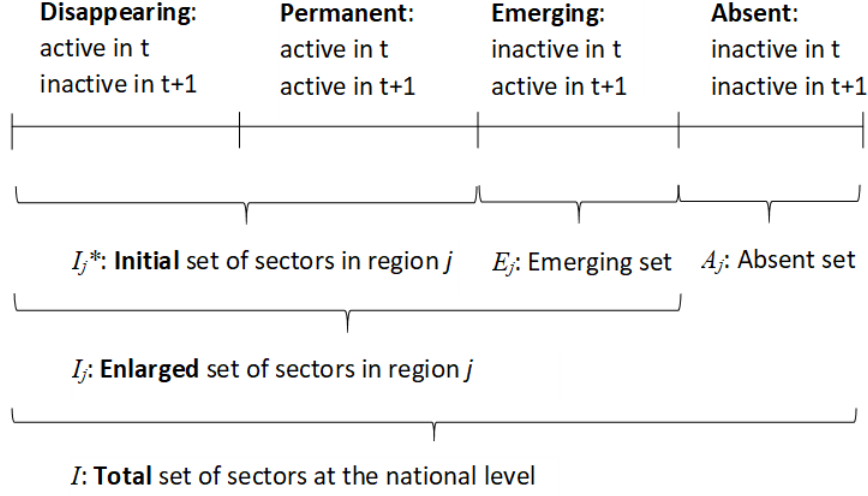 Disappearing: Permanent: Emerging: Absent:
active in t active in t inactive in t inactive in t
inactive in t+1 active in t+1 active in t+1 inactive in t+1
Ij*: Initial set of sectors in region j Ej: Emerging set Aj: Absent set
Ij: Enlarged set of sectors in region j
I: Total set of sectors at the national level